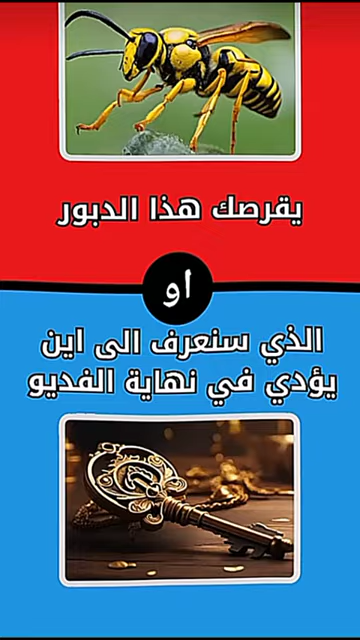 يقرصك هذا الدبور
او
الذي سنعرف الى اين
يؤدي في نهاية الفديو